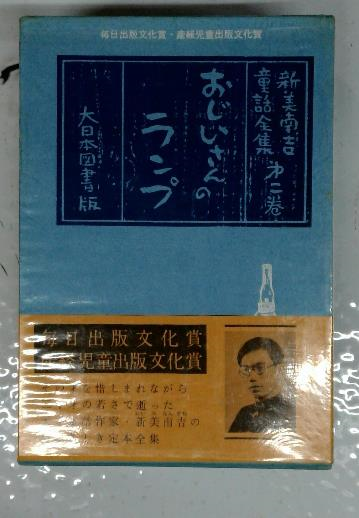 毎日出版文化賞・産経児童出版文化賞
新美南吉
童話全集 第二巻
おじいさんの
ランプ
大日本図書版
毎日出版文化賞
児童出版文化賞
惜しまれながら
の若さで逝った
作家・新美南吉の
定本全集